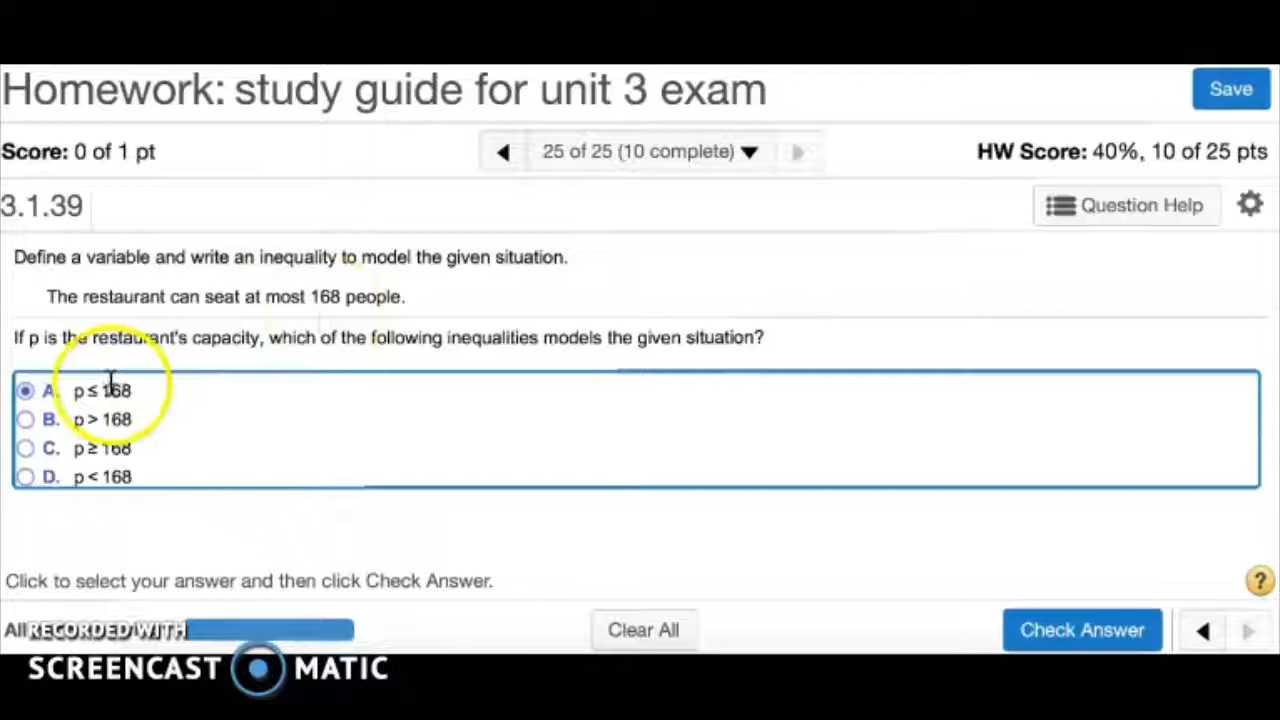 Homework: study guide for unit 3 exam
Save
Score: 0 of 1 pt
25 of 25 (10 complete)
HW Score: 40%, 10 of 25 pts
3.1.39
Question Help
Define a variable and write an inequality to model the given situation.
The restaurant can seat at most 168 people.
If p is the restaurant's capacity, which of the following inequalities models the given situation?
A. p ≤ 168
B. p > 168
C. p ≥ 168
D. p < 168
Click to select your answer and then click Check Answer.
?
All
RECORDED WITH
Clear All
Check Answer
SCREENCAST MATIC